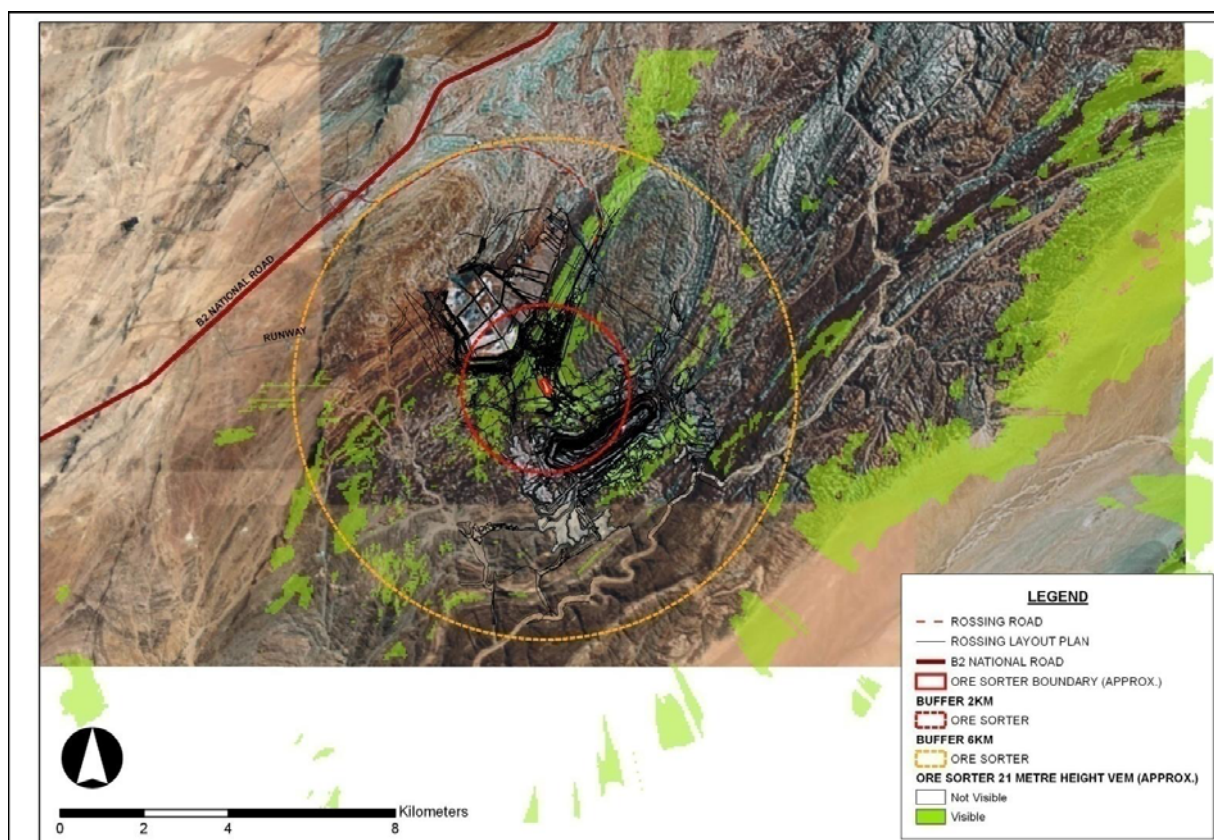 B2 NATIONAL ROAD
RUNWAY
LEGEND
ROSSING ROAD
ROSSING LAYOUT PLAN
B2 NATIONAL ROAD
ORE SORTER BOUNDARY (APPROX.)
BUFFER 2KM
ORE SORTER
BUFFER 6KM
ORE SORTER
ORE SORTER 21 METRE HEIGHT VEM (APPROX.)
Not Visible
Visible
Kilometers
0 2 4 8